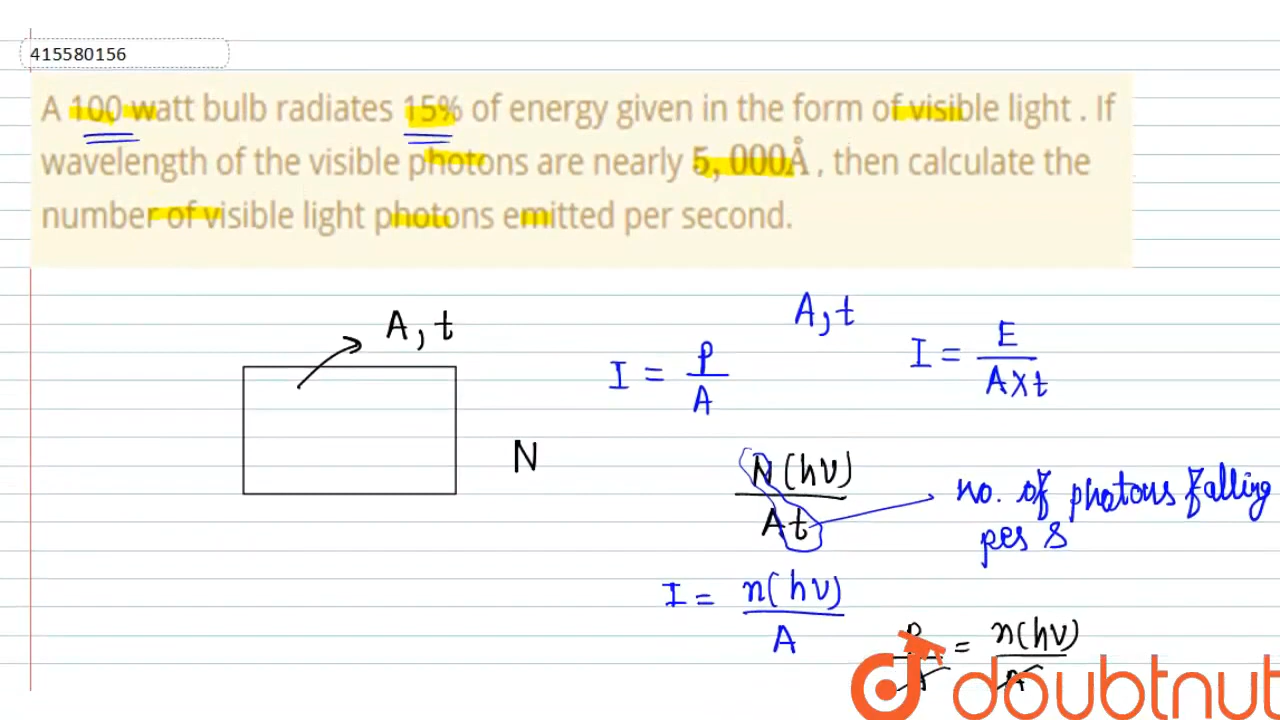 415580156
A 100 watt bulb radiates 15% of energy given in the form of visible light . If
wavelength of the visible photons are nearly 5, 000Å , then calculate the
number of visible light photons emitted per second.
A, t
A, t
I = P / A
I = E / A × t
N
N (hν) / A t
no. of photons falling
per s
I = n(hν) / A
P / A = n(hν) / A
doubtnut